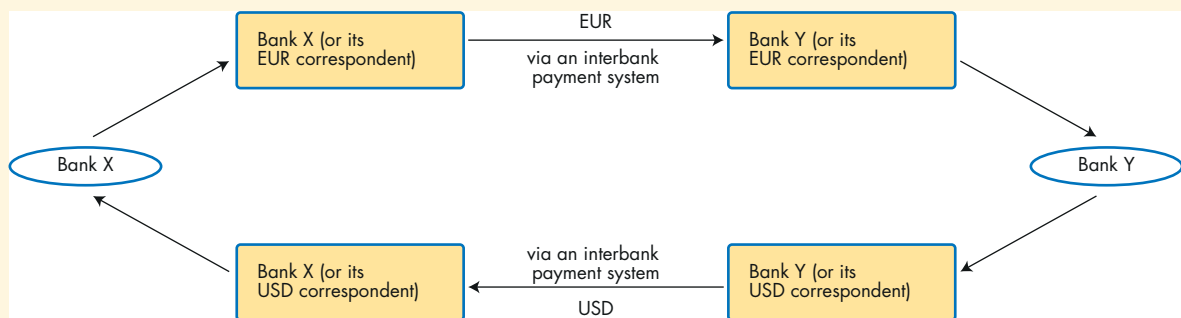 Bank X (or its
EUR correspondent)
EUR
via an interbank
payment system
Bank Y (or its
EUR correspondent)
Bank X
Bank Y
Bank X (or its
USD correspondent)
via an interbank
payment system
USD
Bank Y (or its
USD correspondent)